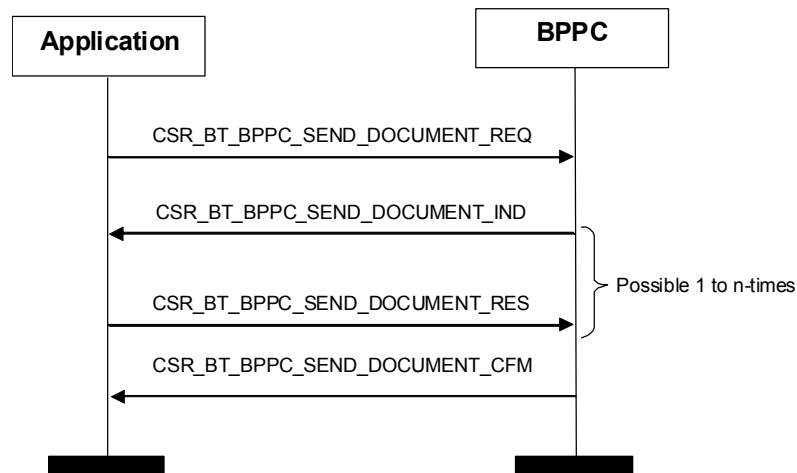 Application
BPPC
CSR_BT_BPPC_SEND_DOCUMENT_REQ
CSR_BT_BPPC_SEND_DOCUMENT_IND
Possible 1 to n-times
CSR_BT_BPPC_SEND_DOCUMENT_RES
CSR_BT_BPPC_SEND_DOCUMENT_CFM